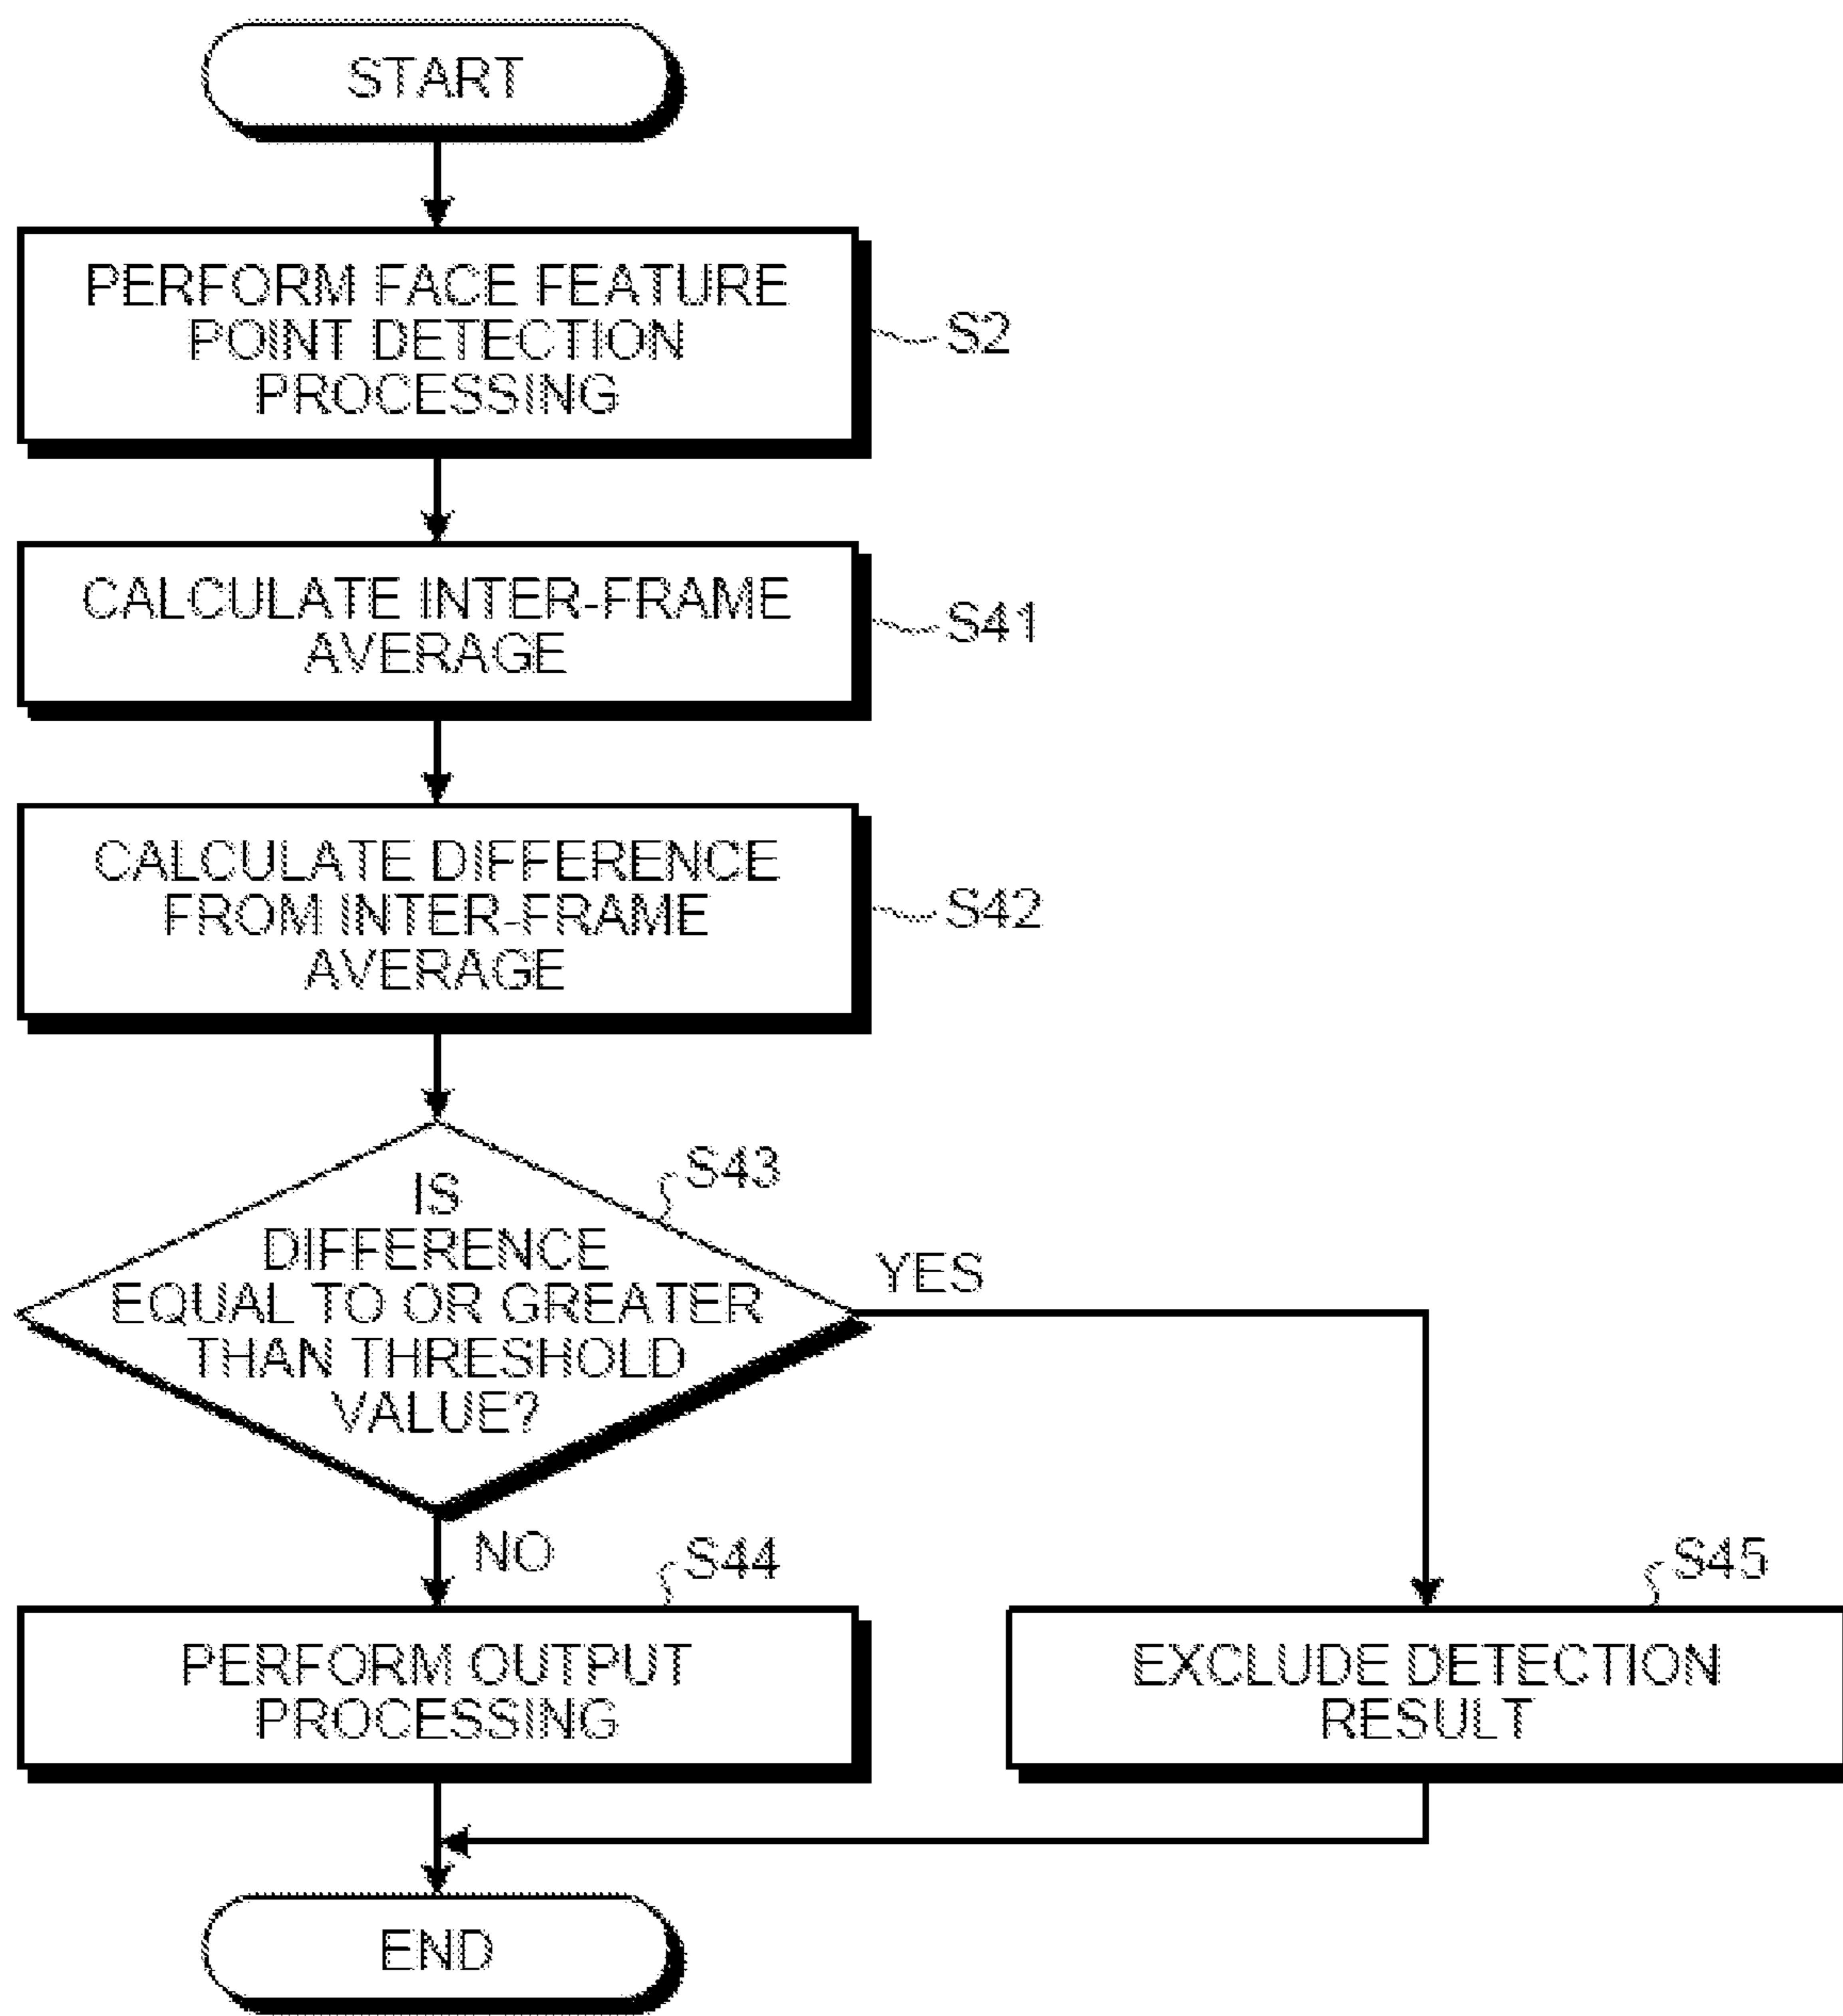 START
PERFORM FACE FEATURE
POINT DETECTION
PROCESSING
S2
CALCULATE INTER-FRAME
AVERAGE
S41
CALCULATE DIFFERENCE
FROM INTER-FRAME
AVERAGE
S42
S43
IS
DIFFERENCE
EQUAL TO OR GREATER
THAN THRESHOLD
VALUE?
YES
NO
S44
PERFORM OUTPUT
PROCESSING
S45
EXCLUDE DETECTION
RESULT
END